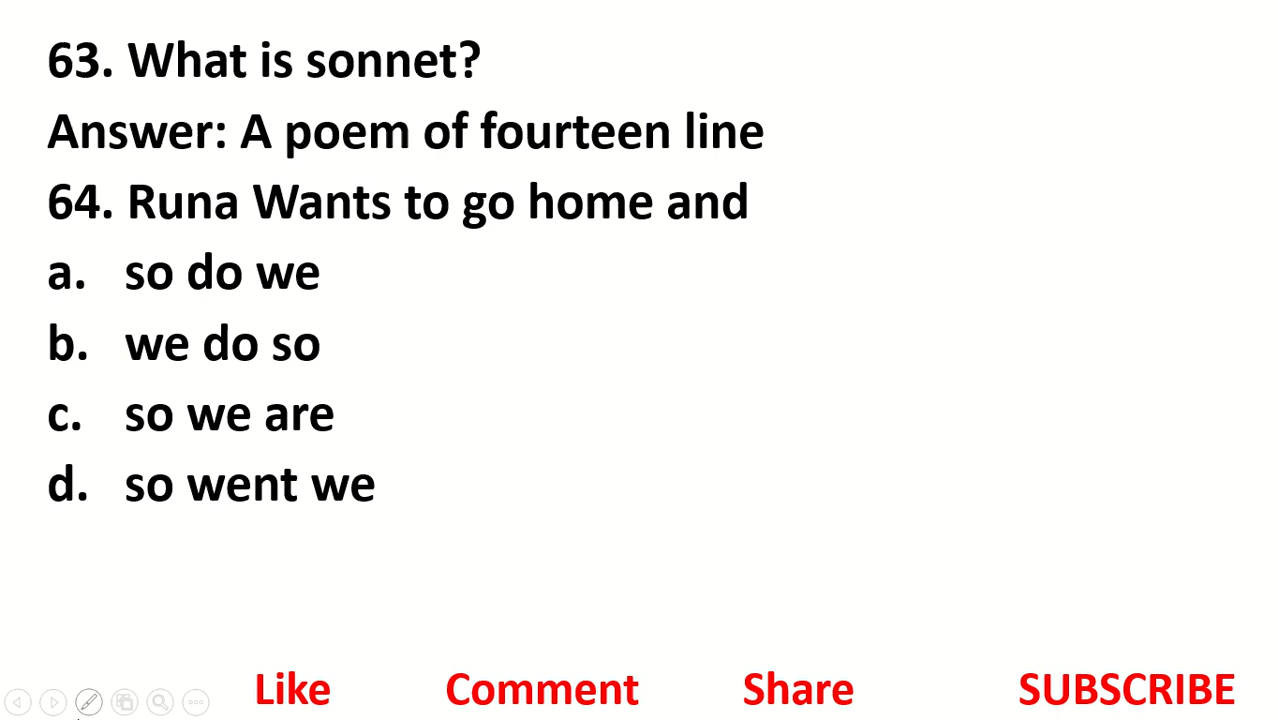 63. What is sonnet?
Answer: A poem of fourteen line
64. Runa Wants to go home and
a. so do we
b. we do so
c. so we are
d. so went we
Like Comment Share SUBSCRIBE